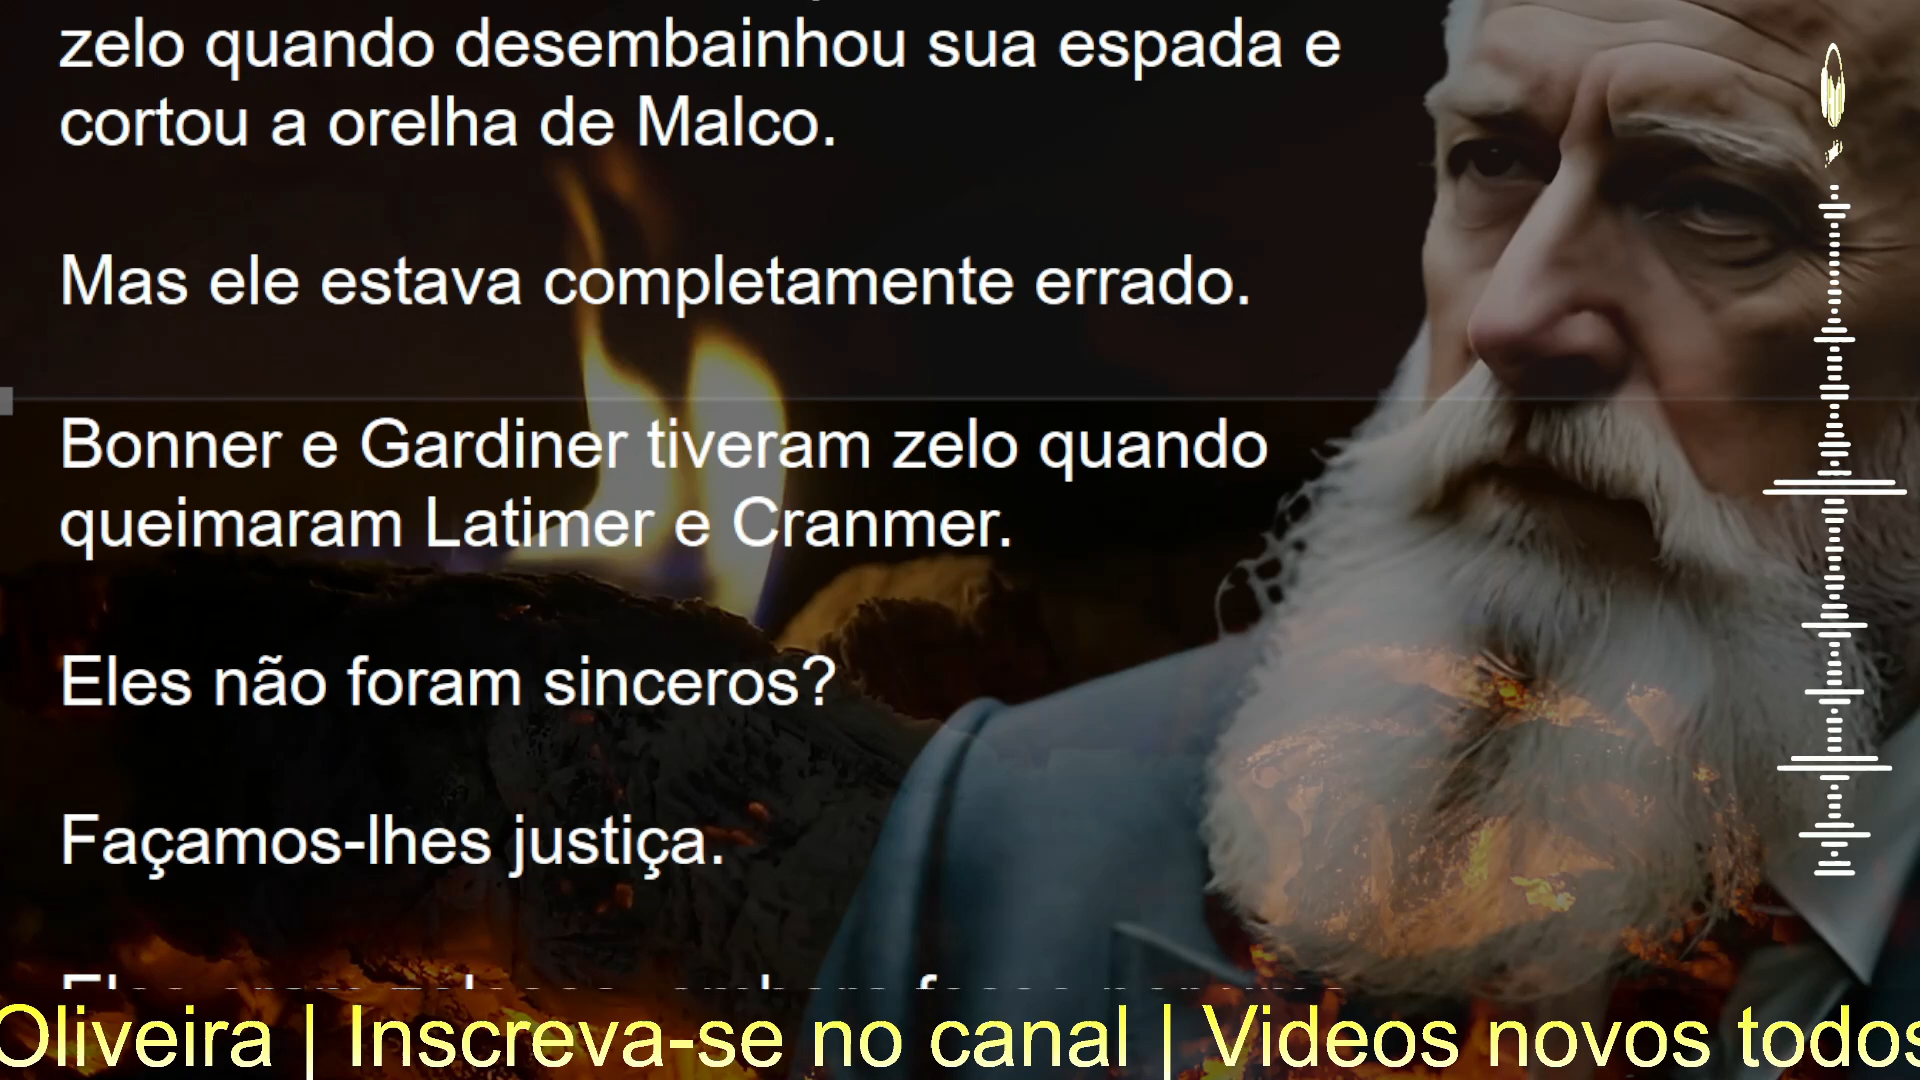 zelo quando desembainhou sua espada e
cortou a orelha de Malco.
Mas ele estava completamente errado.
Bonner e Gardiner tiveram zelo quando
queimaram Latimer e Cranmer.
Eles não foram sinceros?
Façamos-lhes justiça.
Oliveira | Inscreva-se no canal | Videos novos todos